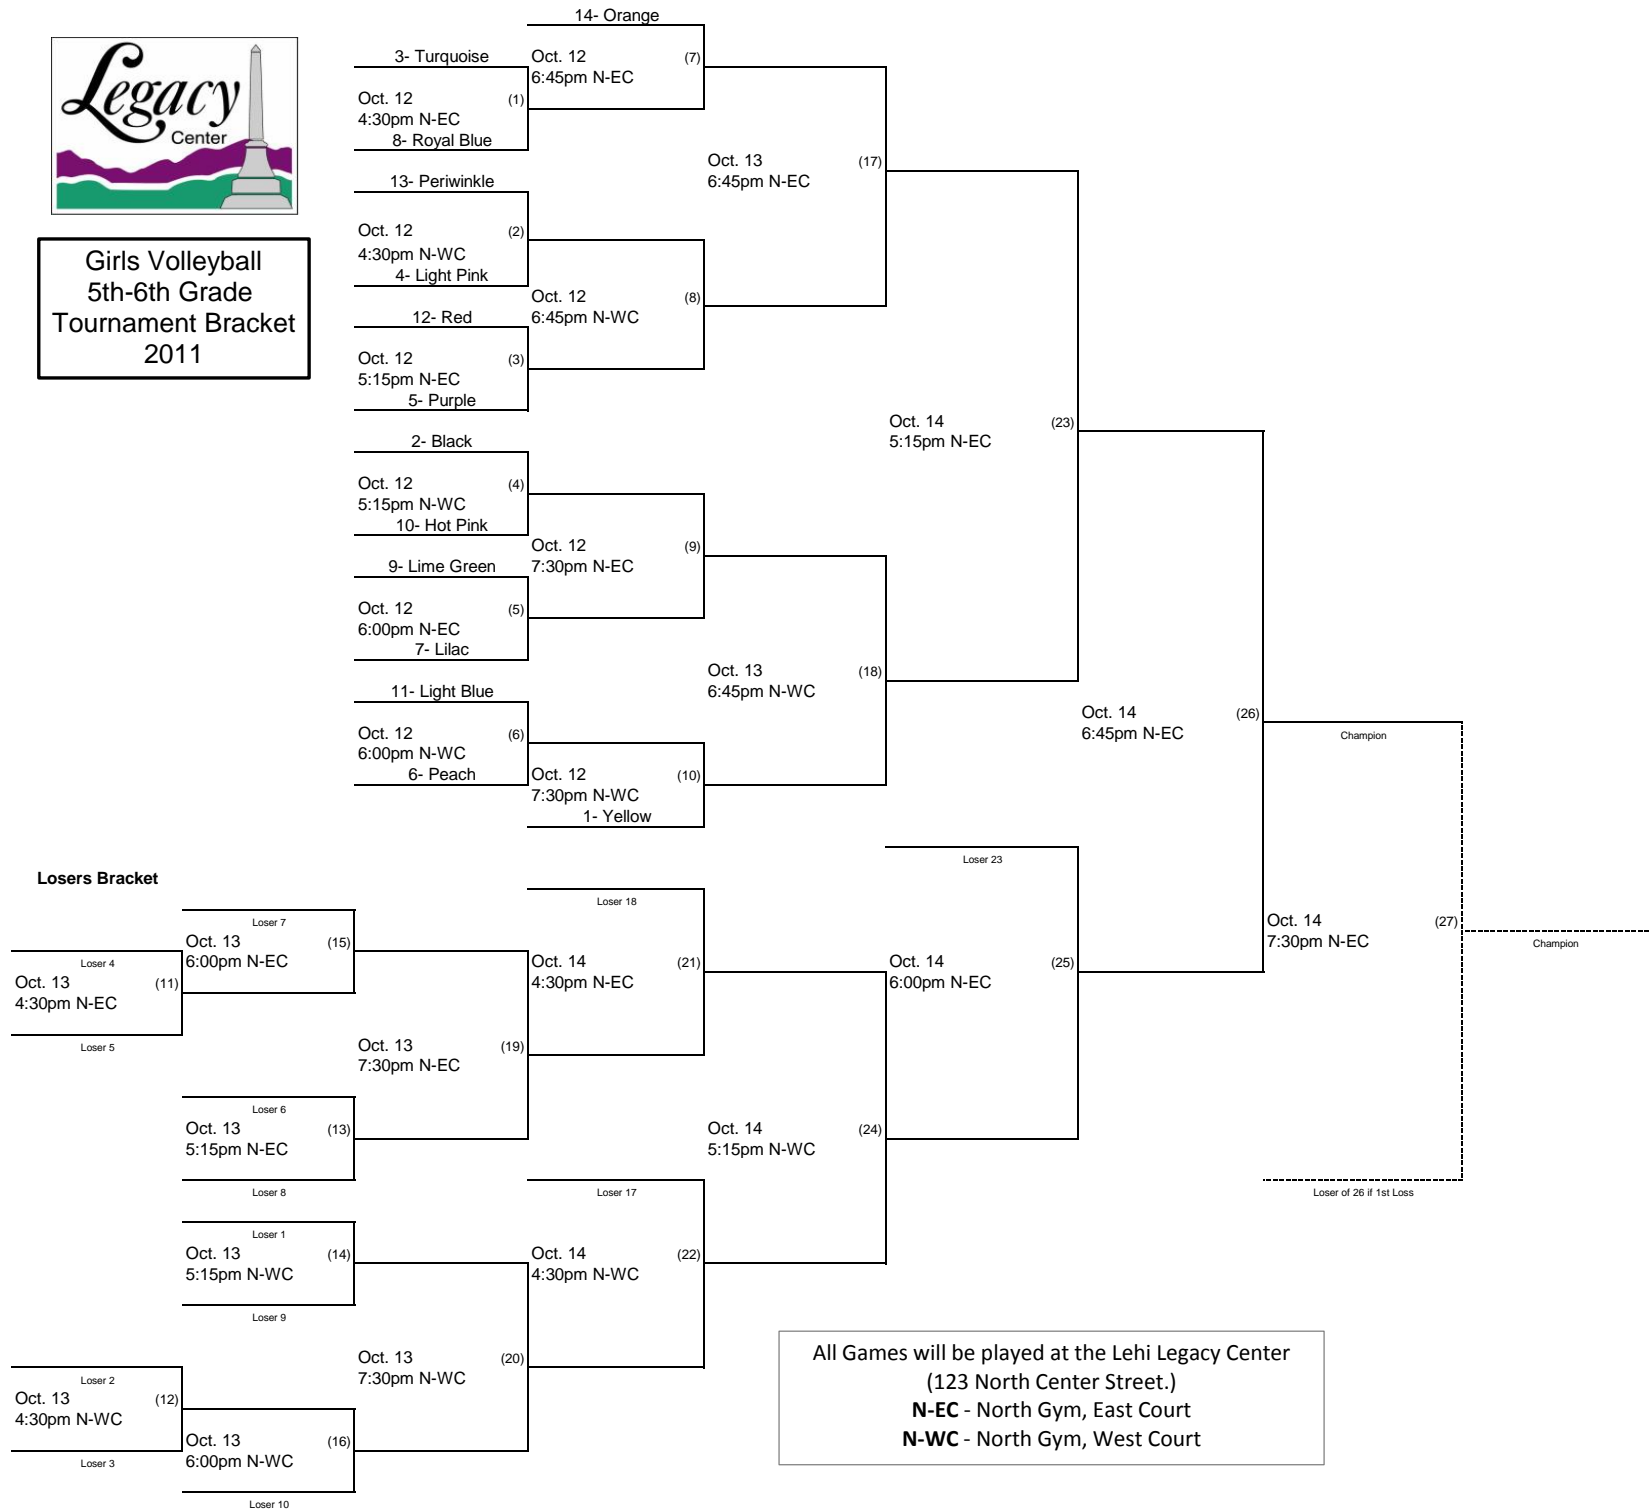 Legacy
Center
Girls Volleyball
5th-6th Grade
Tournament Bracket
2011
14- Orange
Oct. 12 (7)
6:45pm N-EC
3- Turquoise
Oct. 12 (1)
4:30pm N-EC
8- Royal Blue
Oct. 13 (17)
6:45pm N-EC
13- Periwinkle
Oct. 12 (2)
4:30pm N-WC
4- Light Pink
Oct. 12 (8)
6:45pm N-WC
12- Red
Oct. 12 (3)
5:15pm N-EC
5- Purple
Oct. 14 (23)
5:15pm N-EC
2- Black
Oct. 12 (4)
5:15pm N-WC
10- Hot Pink
Oct. 12 (9)
7:30pm N-EC
9- Lime Green
Oct. 12 (5)
6:00pm N-EC
7- Lilac
Oct. 13 (18)
6:45pm N-WC
11- Light Blue
Oct. 12 (6)
6:00pm N-WC
6- Peach
Oct. 12 (10)
7:30pm N-WC
1- Yellow
Oct. 14 (26)
6:45pm N-EC
Champion
Losers Bracket
Loser 23
Loser 18
Loser 7
Oct. 13 (15)
6:00pm N-EC
Loser 4
Oct. 13 (11)
4:30pm N-EC
Loser 5
Oct. 14 (21)
4:30pm N-EC
Oct. 14 (25)
6:00pm N-EC
Oct. 14 (27)
7:30pm N-EC
Champion
Oct. 13 (19)
7:30pm N-EC
Loser 6
Oct. 13 (13)
5:15pm N-EC
Loser 8
Oct. 14 (24)
5:15pm N-WC
Loser 17
Loser of 26 if 1st Loss
Loser 1
Oct. 13 (14)
5:15pm N-WC
Loser 9
Oct. 14 (22)
4:30pm N-WC
Oct. 13 (20)
7:30pm N-WC
Loser 2
Oct. 13 (12)
4:30pm N-WC
Loser 3
Oct. 13 (16)
6:00pm N-WC
Loser 10
All Games will be played at the Lehi Legacy Center
(123 North Center Street.)
N-EC - North Gym, East Court
N-WC - North Gym, West Court